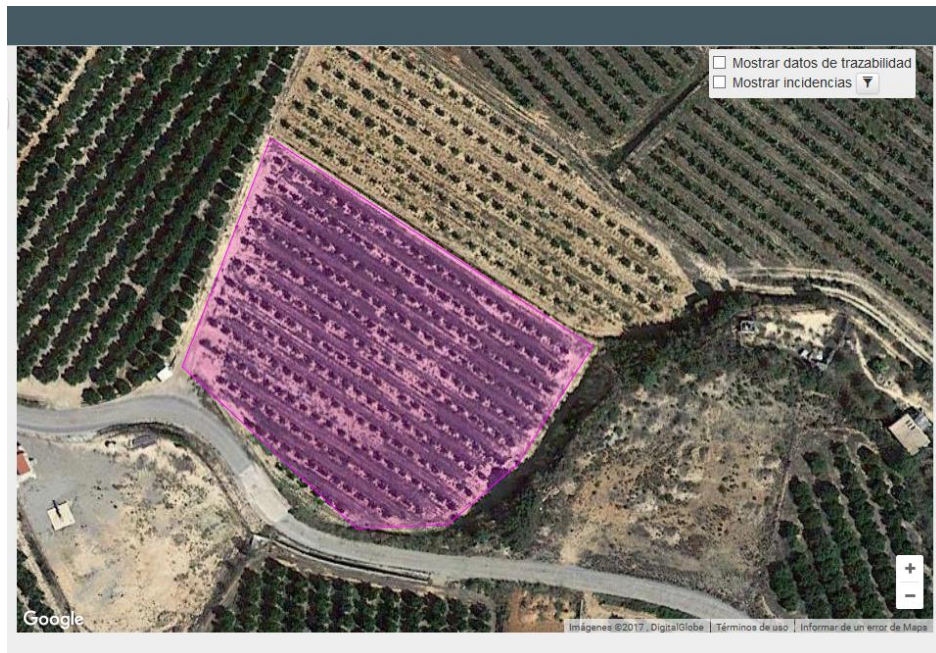 Mostrar datos de trazabilidad
Mostrar incidencias
+
−
Google
Imágenes ©2017 , DigitalGlobe Términos de uso Informar de un error de Maps